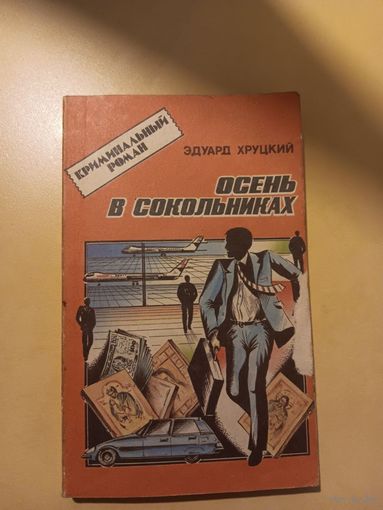 КРИМИНАЛЬНЫЙ
РОМАН
ЭДУАРД ХРУЦКИЙ
ОСЕНЬ
В СОКОЛЬНИКАХ